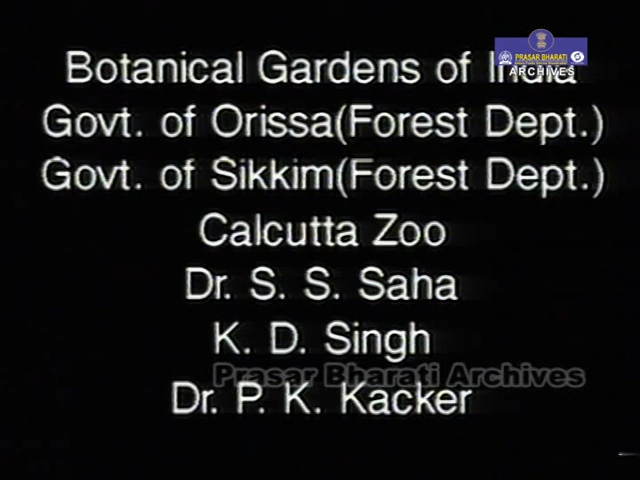 PRASAR BHARATI
ARCHIVES
Botanical Gardens of India
Govt. of Orissa(Forest Dept.)
Govt. of Sikkim(Forest Dept.)
Calcutta Zoo
Dr. S. S. Saha
K. D. Singh
Prasar Bharati Archives
Dr. P. K. Kacker